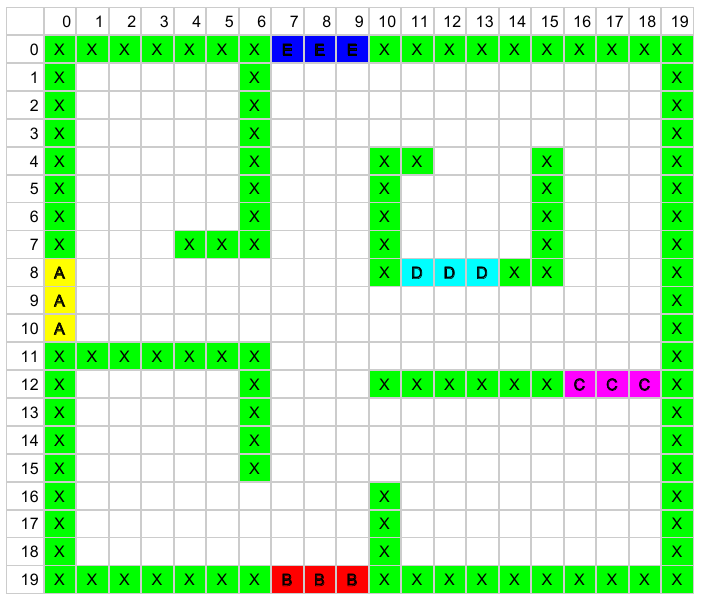 0 1 2 3 4 5 6 7 8 9 10 11 12 13 14 15 16 17 18 19
0 X X X X X X X E E E X X X X X X X X X X
1 X X X
2 X X X
3 X X X
4 X X X X X X
5 X X X X X
6 X X X X X
7 X X X X X X X
8 A X D D D X X X
9 A X
10 A X
11 X X X X X X X X
12 X X X X X X X X C C C X
13 X X X
14 X X X
15 X X X
16 X X X
17 X X X
18 X X X
19 X X X X X X X B B B X X X X X X X X X X